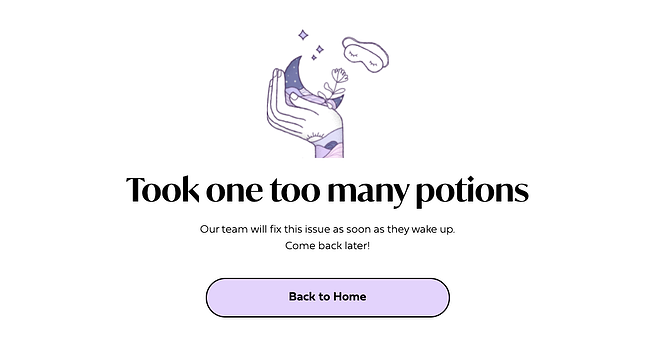 Took one too many potions
Our team will fix this issue as soon as they wake up.
Come back later!
Back to Home